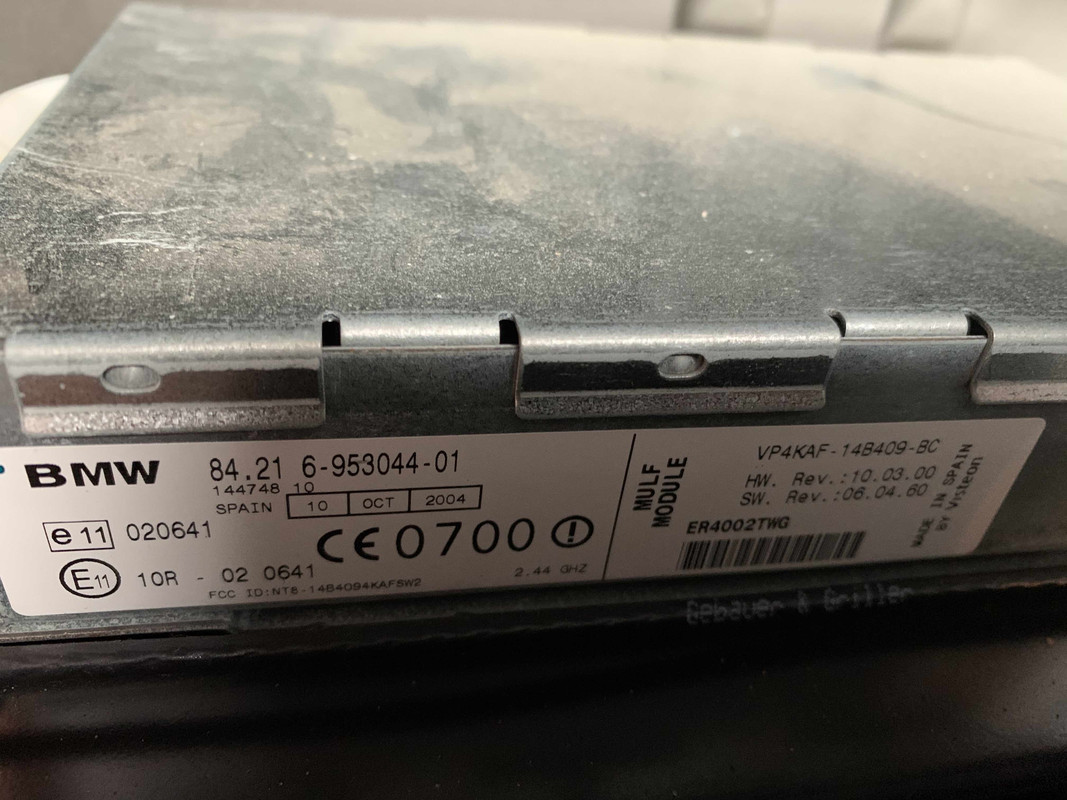 BMW 84.21 6-953044-01
144748 10
SPAIN 10 OCT 2004
e11 020641
CE0700
E11 10R - 02 0641
FCC ID:NT8-14B4094KAFSW2 2.44 GHZ
MULF
MODULE
VP4KAF-14B409-BC
HW. Rev.:10.03.00
SW. Rev.:06.04.60
ER4002TWG
MADE IN SPAIN
BY Visteon
Gebauer & Griller